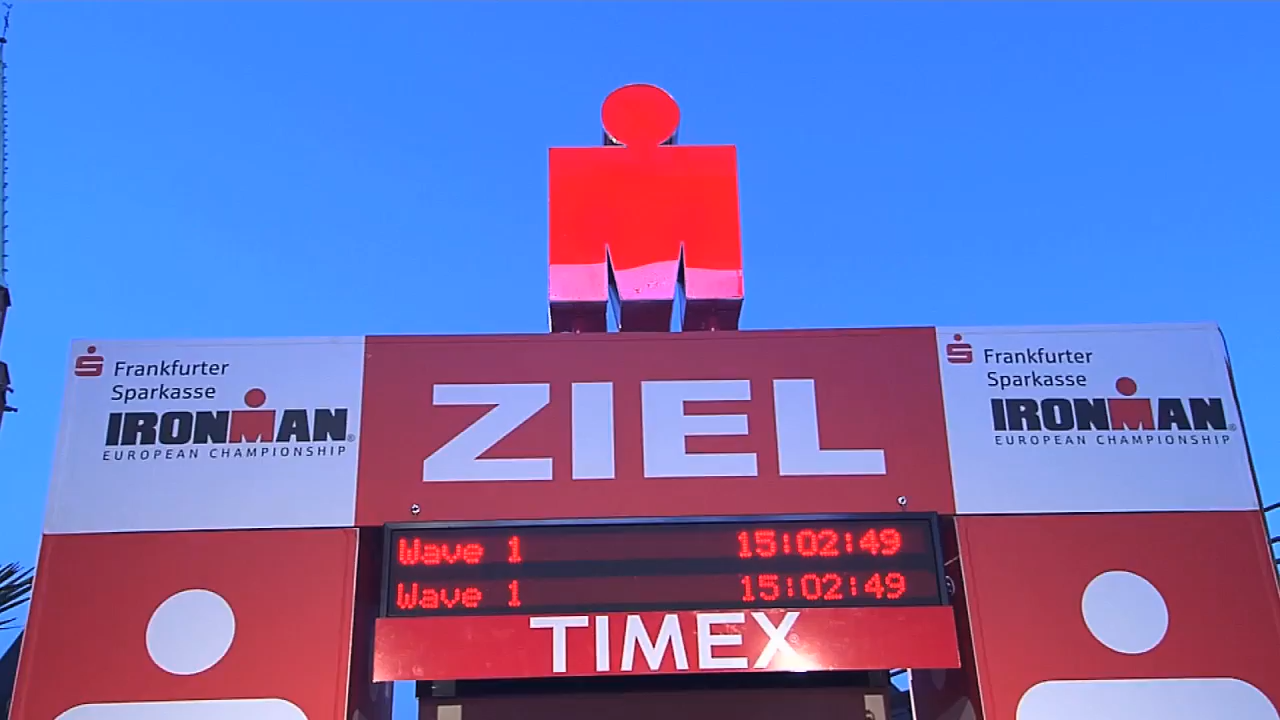 Frankfurter
Sparkasse
IRONMAN®
EUROPEAN CHAMPIONSHIP
ZIEL
Frankfurter
Sparkasse
IRONMAN®
EUROPEAN CHAMPIONSHIP
Wave 1 15:02:49
Wave 1 15:02:49
TIMEX